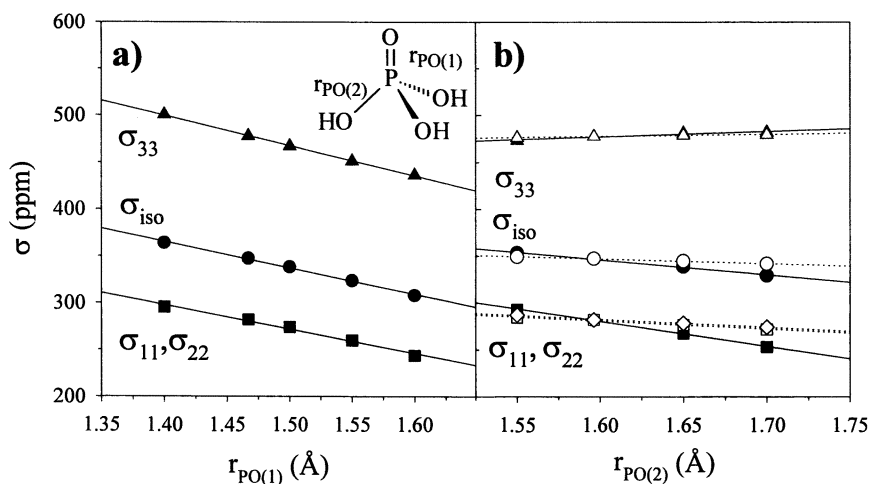 a)
O
P
r_PO(1)
r_PO(2)
OH
HO
OH
b)
600
500
400
300
200
σ (ppm)
σ₃₃
σ_iso
σ₁₁,σ₂₂
σ₃₃
σ_iso
σ₁₁, σ₂₂
1.35 1.40 1.45 1.50 1.55 1.60
1.55 1.60 1.65 1.70 1.75
r_PO(1) (Å)
r_PO(2) (Å)